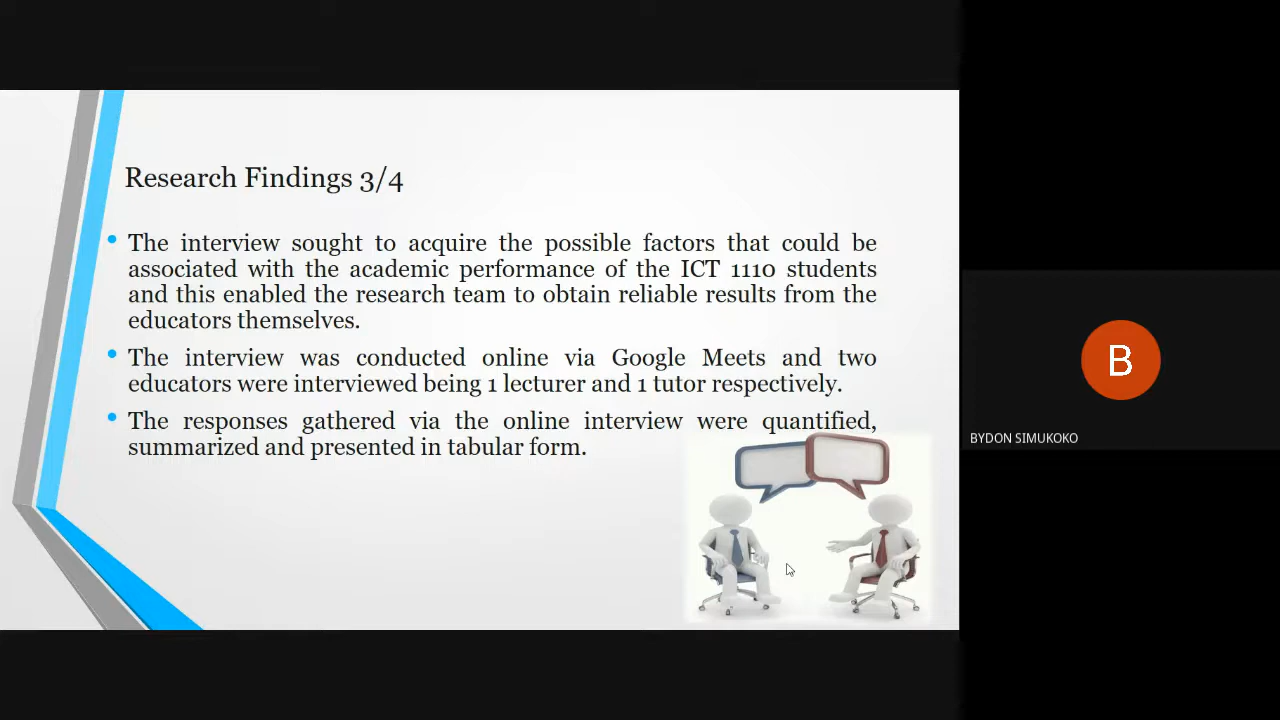 Research Findings 3/4
• The interview sought to acquire the possible factors that could be
associated with the academic performance of the ICT 1110 students
and this enabled the research team to obtain reliable results from the
educators themselves.
• The interview was conducted online via Google Meets and two
educators were interviewed being 1 lecturer and 1 tutor respectively.
• The responses gathered via the online interview were quantified,
summarized and presented in tabular form.
B
BYDON SIMUKOKO